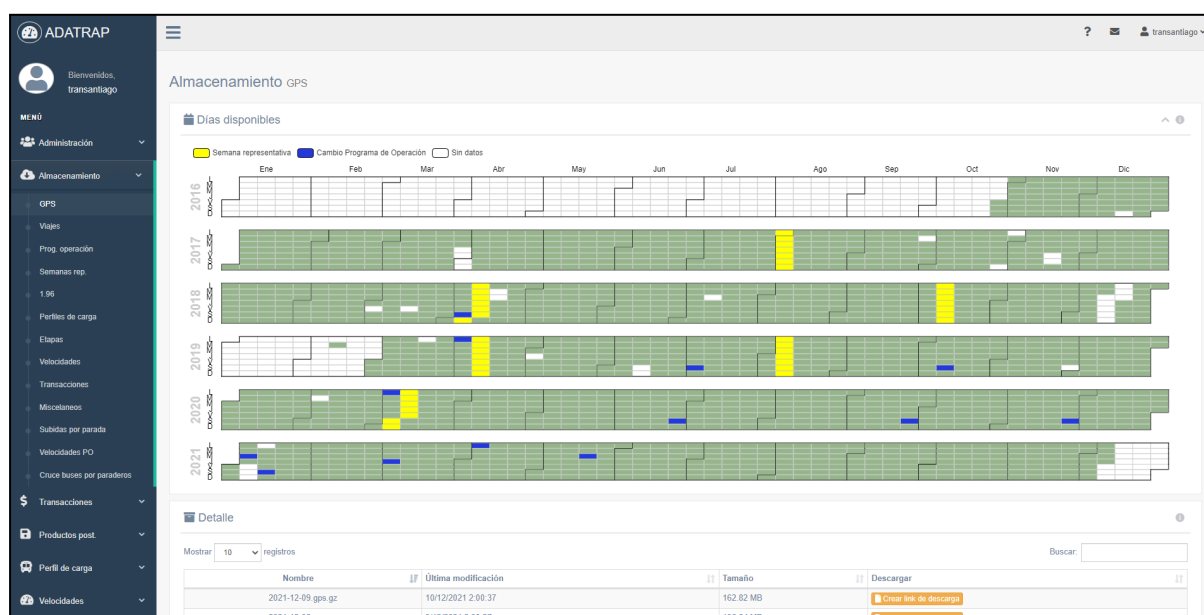 ADATRAP
? transantiago
Bienvenidos,
transantiago
MENÚ
Administración
Almacenamiento
GPS
Viajes
Prog. operación
Semanas rep.
1.96
Perfiles de carga
Etapas
Velocidades
Transacciones
Miscelaneos
Subidas por parada
Velocidades PO
Cruce buses por paraderos
Transacciones
Productos post.
Perfil de carga
Velocidades
Almacenamiento GPS
Días disponibles
Semana representativa Cambio Programa de Operación Sin datos
Ene Feb Mar Abr May Jun Jul Ago Sep Oct Nov Dic
2016
2017
2018
2019
2020
2021
Detalle
Mostrar 10 registros Buscar:
Nombre Última modificación Tamaño Descargar
2021-12-09.gps.gz 10/12/2021 2:00:37 162.82 MB Crear link de descarga